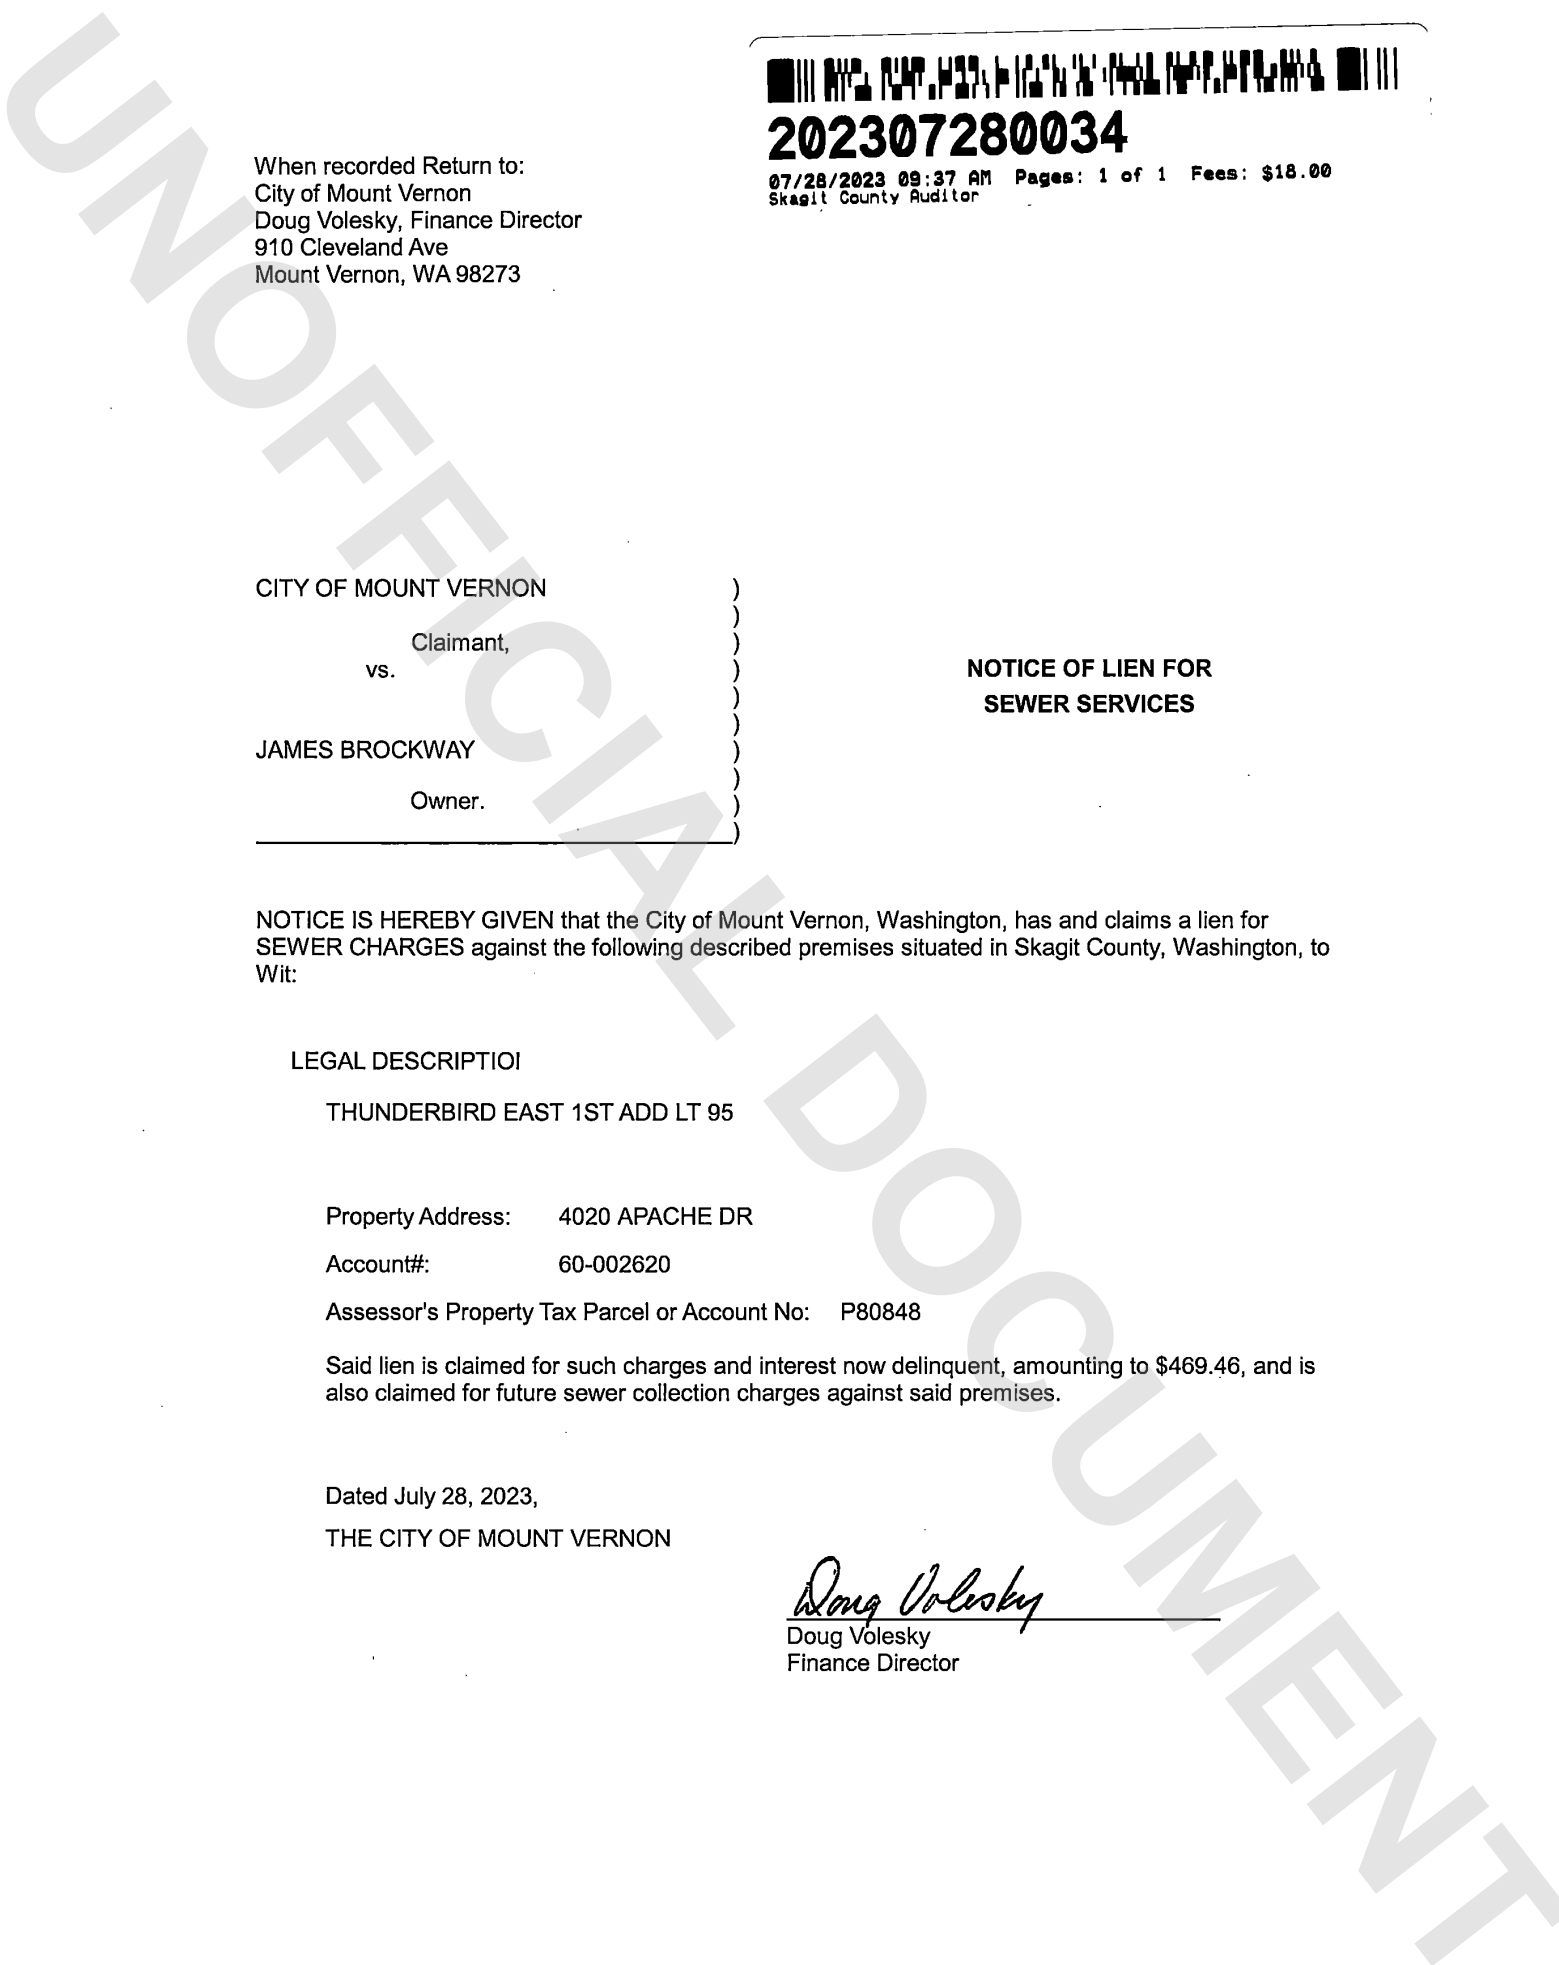 202307280034
07/28/2023 09:37 AM Pages: 1 of 1 Fees: $18.00
Skagit County Auditor
When recorded Return to:
City of Mount Vernon
Doug Volesky, Finance Director
910 Cleveland Ave
Mount Vernon, WA 98273
CITY OF MOUNT VERNON )
)
Claimant, )
vs. )
)
)
JAMES BROCKWAY )
)
Owner. )
)
NOTICE OF LIEN FOR
SEWER SERVICES
NOTICE IS HEREBY GIVEN that the City of Mount Vernon, Washington, has and claims a lien for
SEWER CHARGES against the following described premises situated in Skagit County, Washington, to
Wit:
LEGAL DESCRIPTIOI
THUNDERBIRD EAST 1ST ADD LT 95
Property Address: 4020 APACHE DR
Account#: 60-002620
Assessor's Property Tax Parcel or Account No: P80848
Said lien is claimed for such charges and interest now delinquent, amounting to $469.46, and is
also claimed for future sewer collection charges against said premises.
Dated July 28, 2023,
THE CITY OF MOUNT VERNON
Doug Volesky
Doug Volesky
Finance Director
UNOFFICIAL DOCUMENT